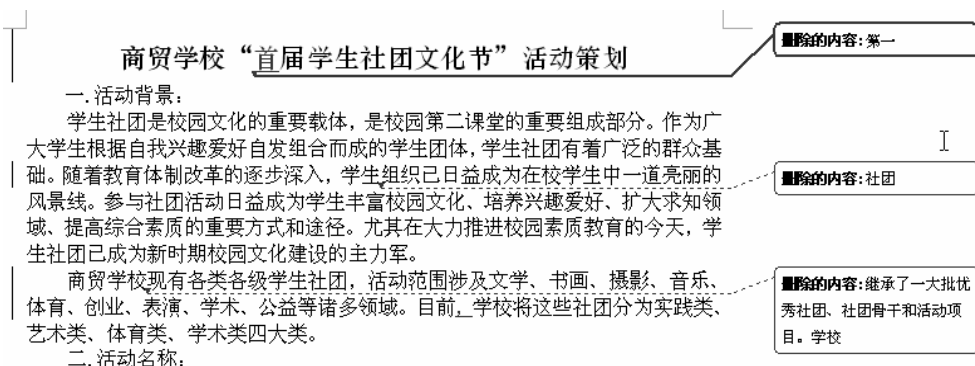 商贸学校“首届学生社团文化节”活动策划
删除的内容：第一
一.活动背景：
学生社团是校园文化的重要载体，是校园第二课堂的重要组成部分。作为广
大学生根据自我兴趣爱好自发组合而成的学生团体，学生社团有着广泛的群众基
础。随着教育体制改革的逐步深入，学生组织已日益成为在校学生中一道亮丽的
删除的内容：社团
风景线。参与社团活动日益成为学生丰富校园文化、培养兴趣爱好、扩大求知领
域、提高综合素质的重要方式和途径。尤其在大力推进校园素质教育的今天，学
生社团已成为新时期校园文化建设的主力军。
商贸学校现有各类各级学生社团，活动范围涉及文学、书画、摄影、音乐、
体育、创业、表演、学术、公益等诸多领域。目前,学校将这些社团分为实践类、
艺术类、体育类、学术类四大类。
删除的内容：继承了一大批优
秀社团、社团骨干和活动项
目。学校
二.活动名称：